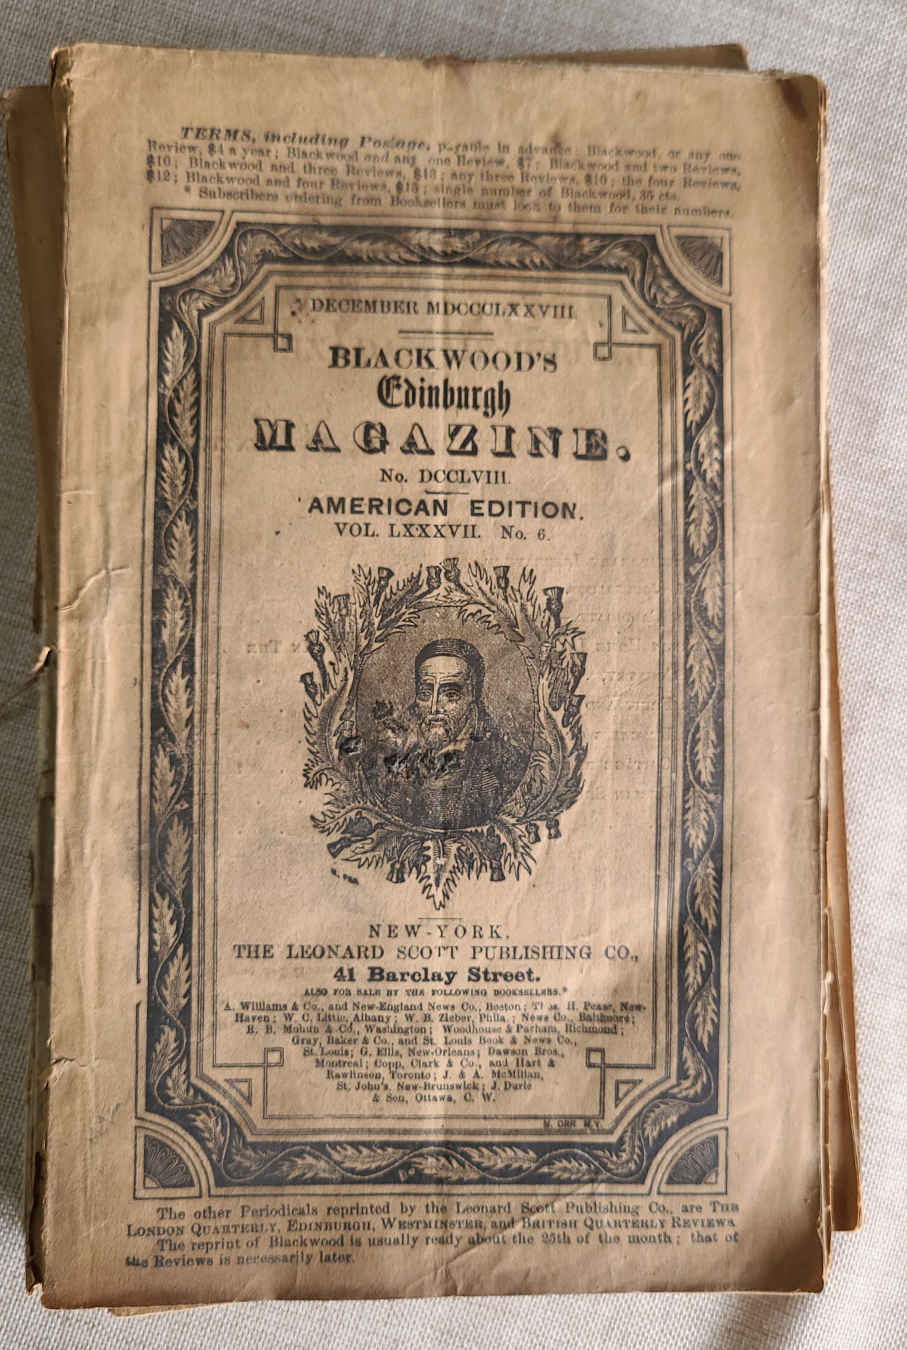 TERMS, including Postage, payable in advance: Blackwood, or any one
Review, $4 a year; Blackwood and any one Review, $7; Blackwood and two Reviews,
$10; Blackwood and three Reviews, $13; any three Reviews, $10; the four Reviews,
$12; Blackwood and four Reviews, $15; single number of Blackwood, 35 cts.
* Subscribers ordering from Booksellers must look to them for their numbers.
DECEMBER MDCCCLXXVIII.
BLACKWOOD'S
Edinburgh
MAGAZINE.
No. DCCLVIII.
AMERICAN EDITION.
VOL. LXXXVII. No. 6.
NEW-YORK,
THE LEONARD SCOTT PUBLISHING CO.,
41 Barclay Street.
ALSO FOR SALE BY THE FOLLOWING BOOKSELLERS.*
A. Williams & Co., and New-England News Co., Boston; Thos. H. Pease, New-
Haven; W. C. Little, Albany; W. B. Zieber, Phila.; News Co., Baltimore;
R. B. Mohun & Co., Washington; Woodhouse & Parham, Richmond;
Gray, Baker & Co., and St. Louis Book & News Co.,
St. Louis; G. Ellis, New-Orleans; Dawson Bros.,
Montreal; Copp, Clark & Co., and Hart &
Rawlinson, Toronto; J. & A. McMillan,
St. John's, New-Brunswick; J. Durie
& Son, Ottawa, C. W.
N. ORR N.Y.
The other Periodicals reprinted by the Leonard Scott Publishing Co., are THE
LONDON QUARTERLY, EDINBURGH, WESTMINSTER, and BRITISH QUARTERLY REVIEWS.
The reprint of Blackwood is usually ready about the 25th of the month; that of
the Reviews is necessarily later.